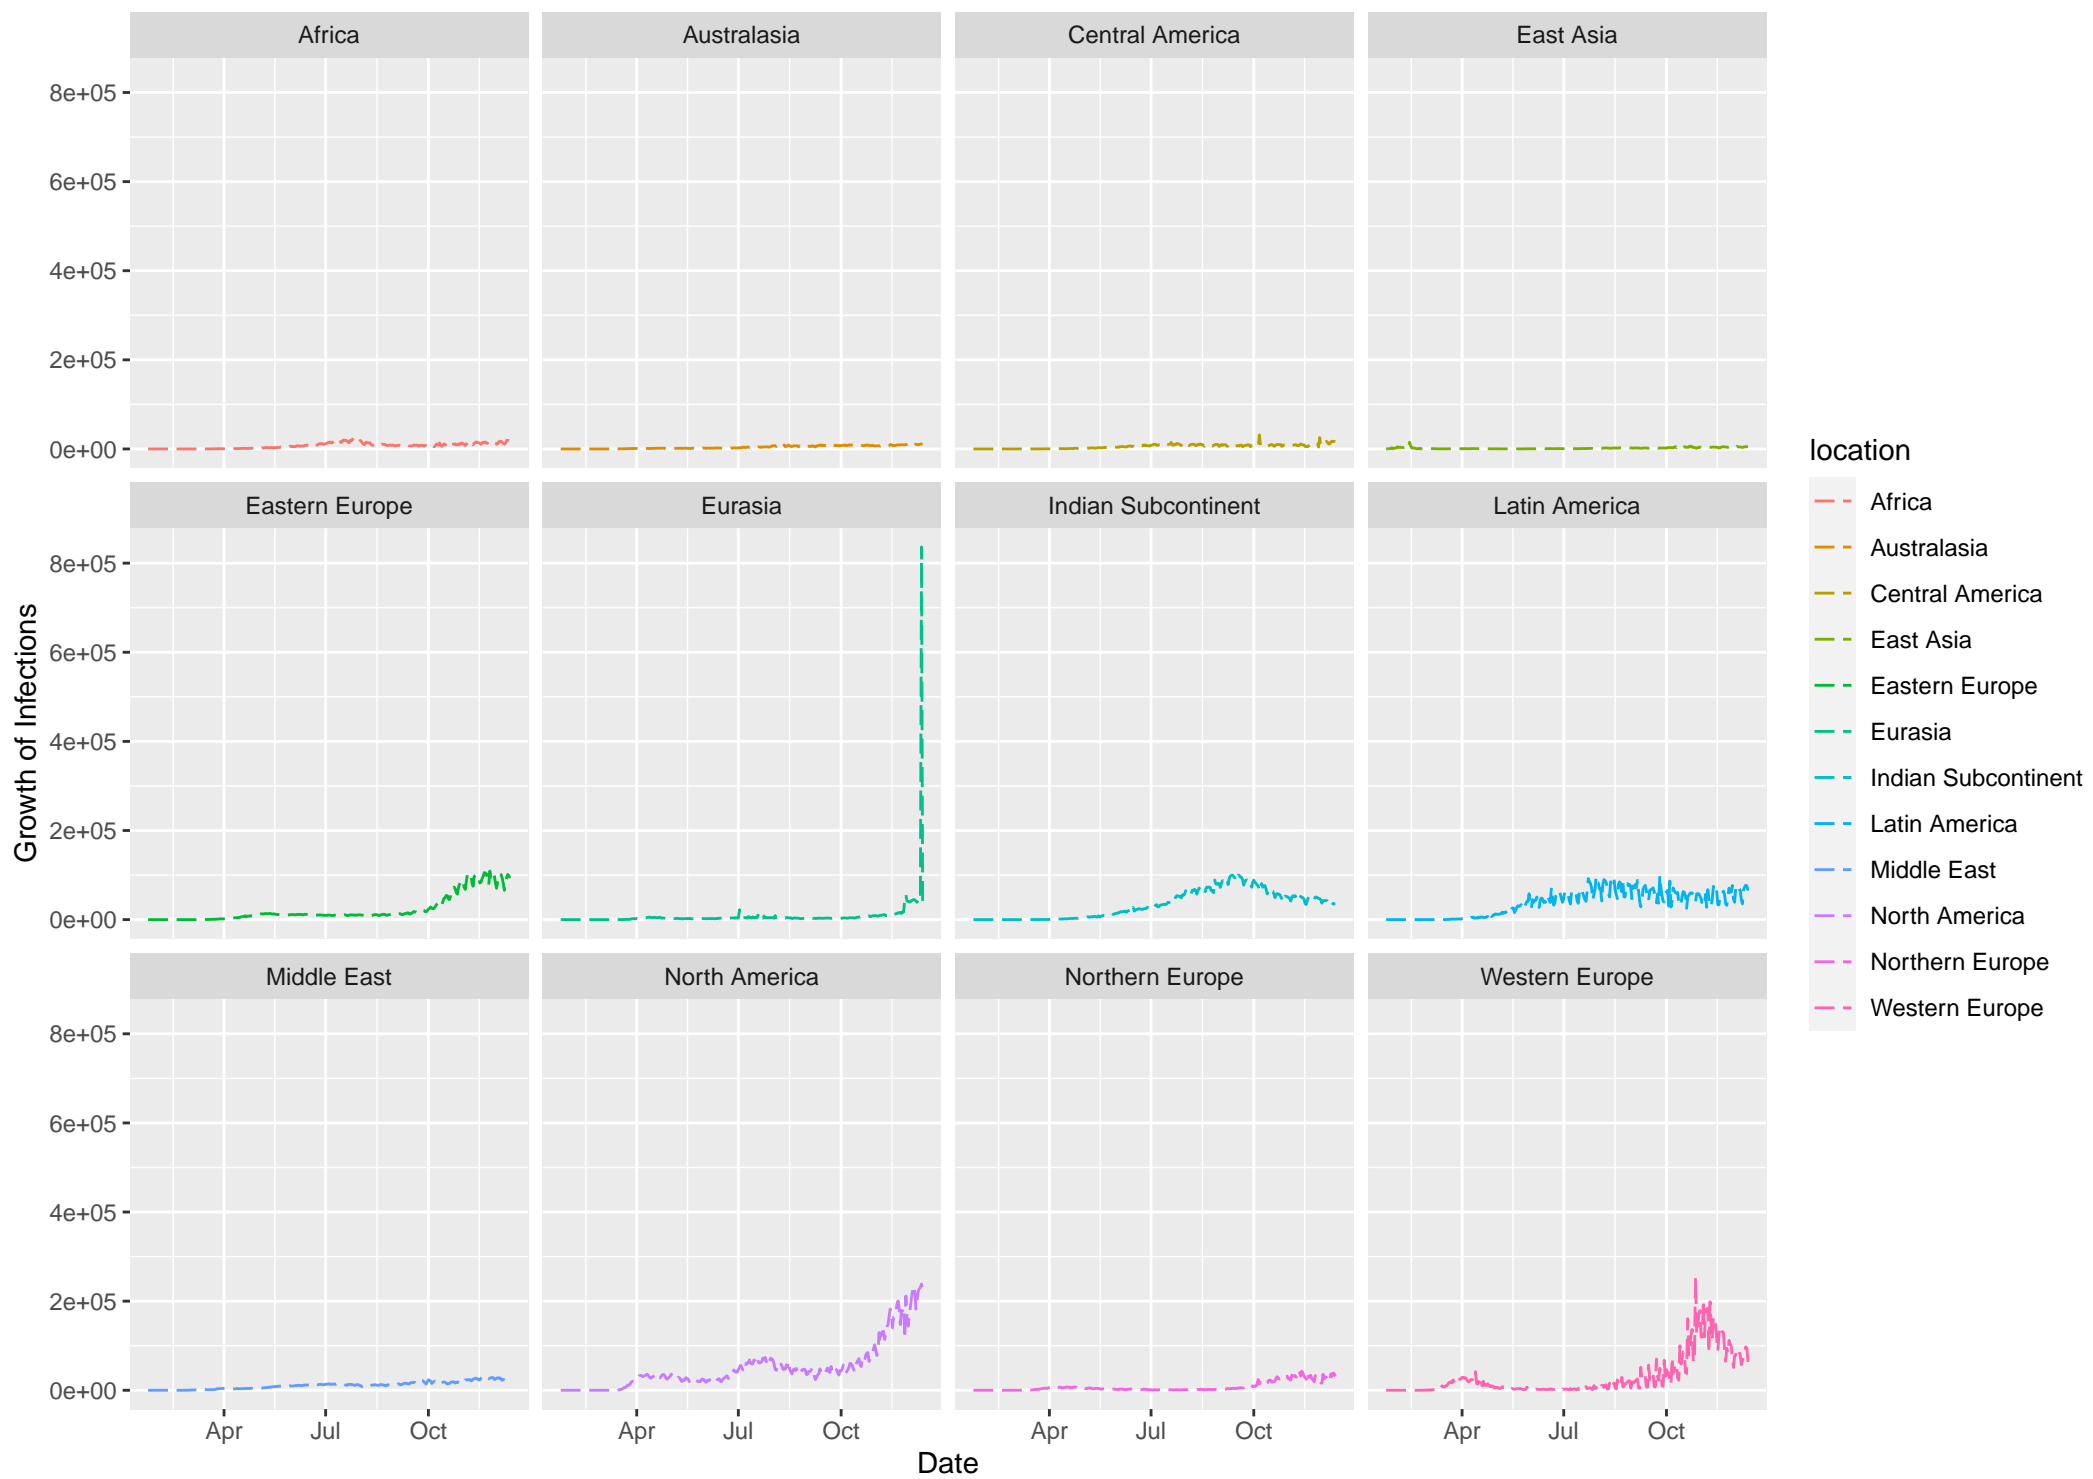 Africa
Australasia
Central America
East Asia
8e+05
6e+05
4e+05
2e+05
0e+00
Eastern Europe
Eurasia
Indian Subcontinent
Latin America
8e+05
6e+05
4e+05
2e+05
0e+00
Middle East
North America
Northern Europe
Western Europe
8e+05
6e+05
4e+05
2e+05
0e+00
Apr Jul Oct
Apr Jul Oct
Apr Jul Oct
Apr Jul Oct
Date
Growth of Infections
location
Africa
Australasia
Central America
East Asia
Eastern Europe
Eurasia
Indian Subcontinent
Latin America
Middle East
North America
Northern Europe
Western Europe